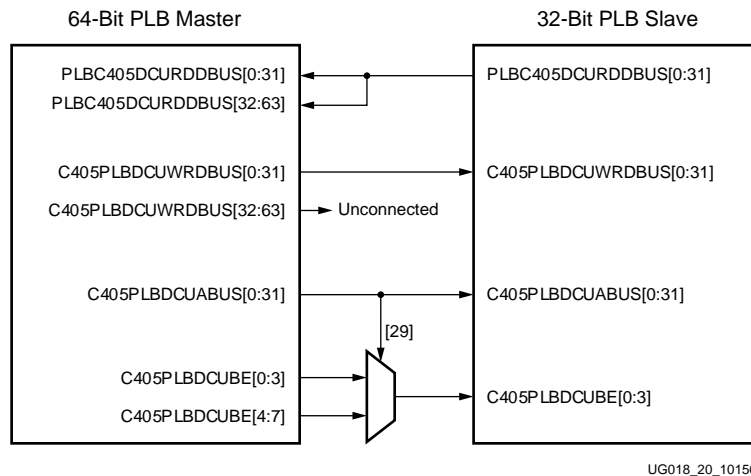 64-Bit PLB Master
32-Bit PLB Slave
PLBC405DCURDDBUS[0:31]
PLBC405DCURDDBUS[0:31]
PLBC405DCURDDBUS[32:63]
C405PLBDCUWRDBUS[0:31]
C405PLBDCUWRDBUS[0:31]
C405PLBDCUWRDBUS[32:63]
Unconnected
C405PLBDCUABUS[0:31]
C405PLBDCUABUS[0:31]
[29]
C405PLBDCUBE[0:3]
C405PLBDCUBE[0:3]
C405PLBDCUBE[4:7]